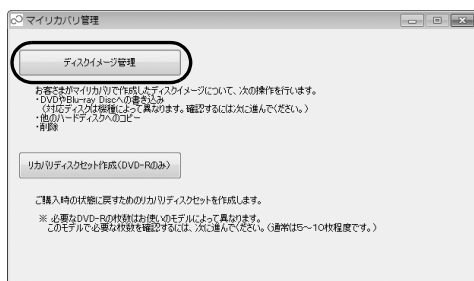 マイリカバリ管理
ディスクイメージ管理
お客さまがマイリカバリで作成したディスクイメージについて、次の操作を行います。
・DVDやBlu-ray Discへの書き込み
（対応ディスクは機種によって異なります。確認するには次に進んでください。）
・他のハードディスクへのコピー
・削除
リカバリディスクセット作成（DVD-Rのみ）
ご購入時の状態に戻すためのリカバリディスクセットを作成します。
※ 必要なDVD-Rの枚数はお使いのモデルによって異なります。
このモデルで必要な枚数を確認するには、次に進んでください。（通常は5～10枚程度です。）